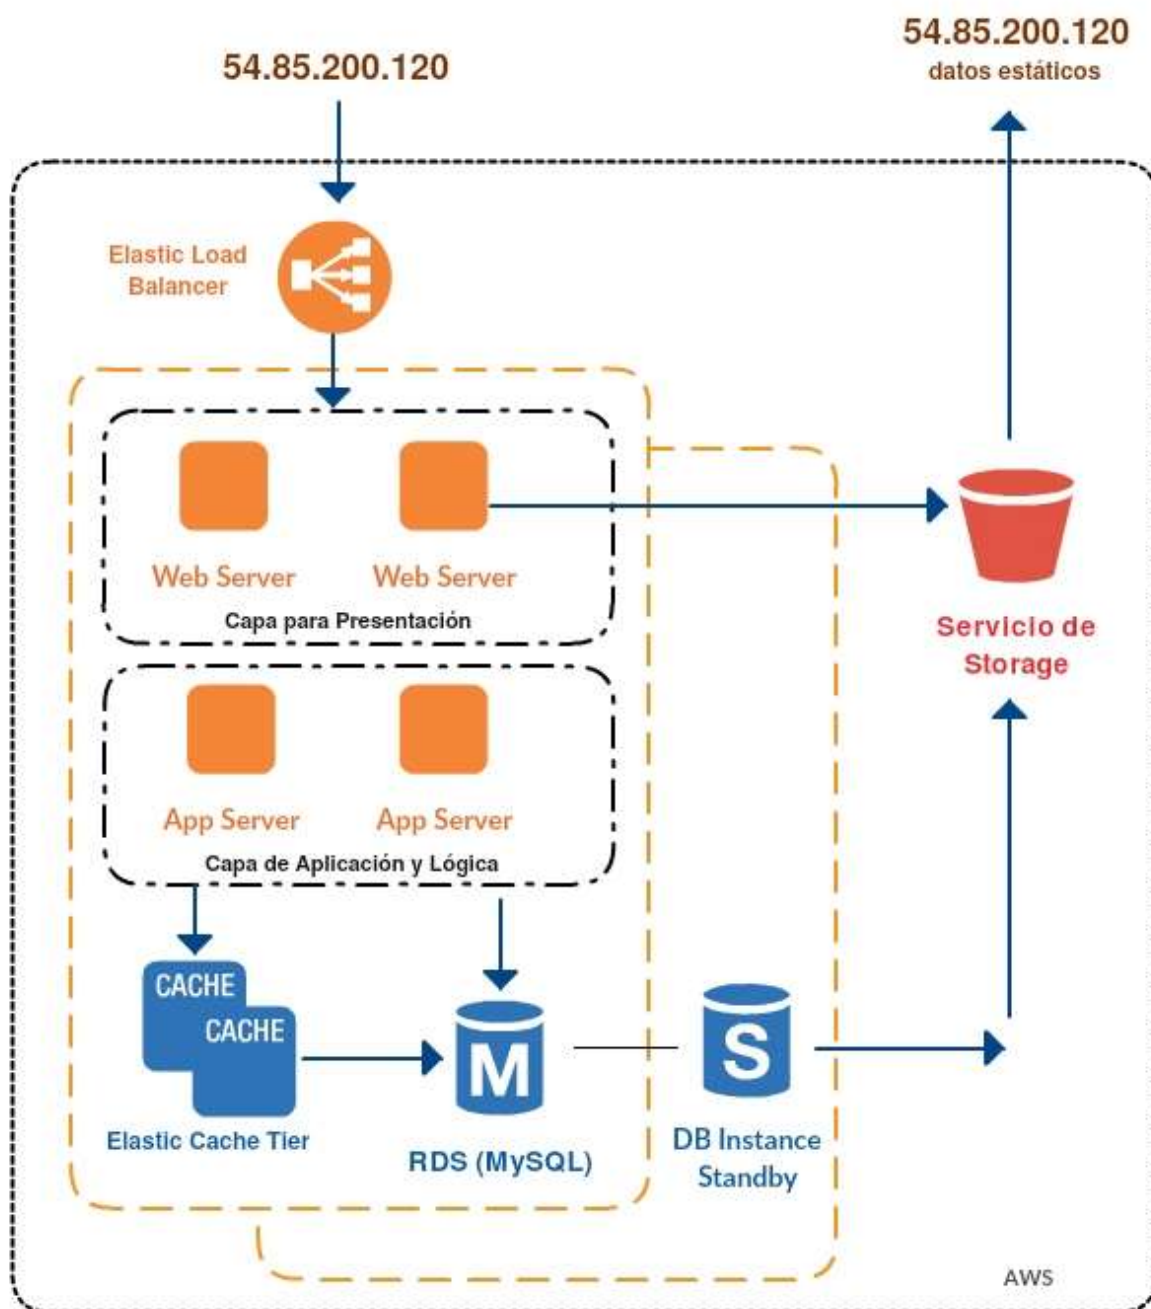 54.85.200.120
54.85.200.120
datos estáticos
Elastic Load
Balancer
Web Server
Web Server
Capa para Presentación
Servicio de
Storage
App Server
App Server
Capa de Aplicación y Lógica
CACHE
CACHE
M
S
Elastic Cache Tier
RDS (MySQL)
DB Instance
Standby
AWS